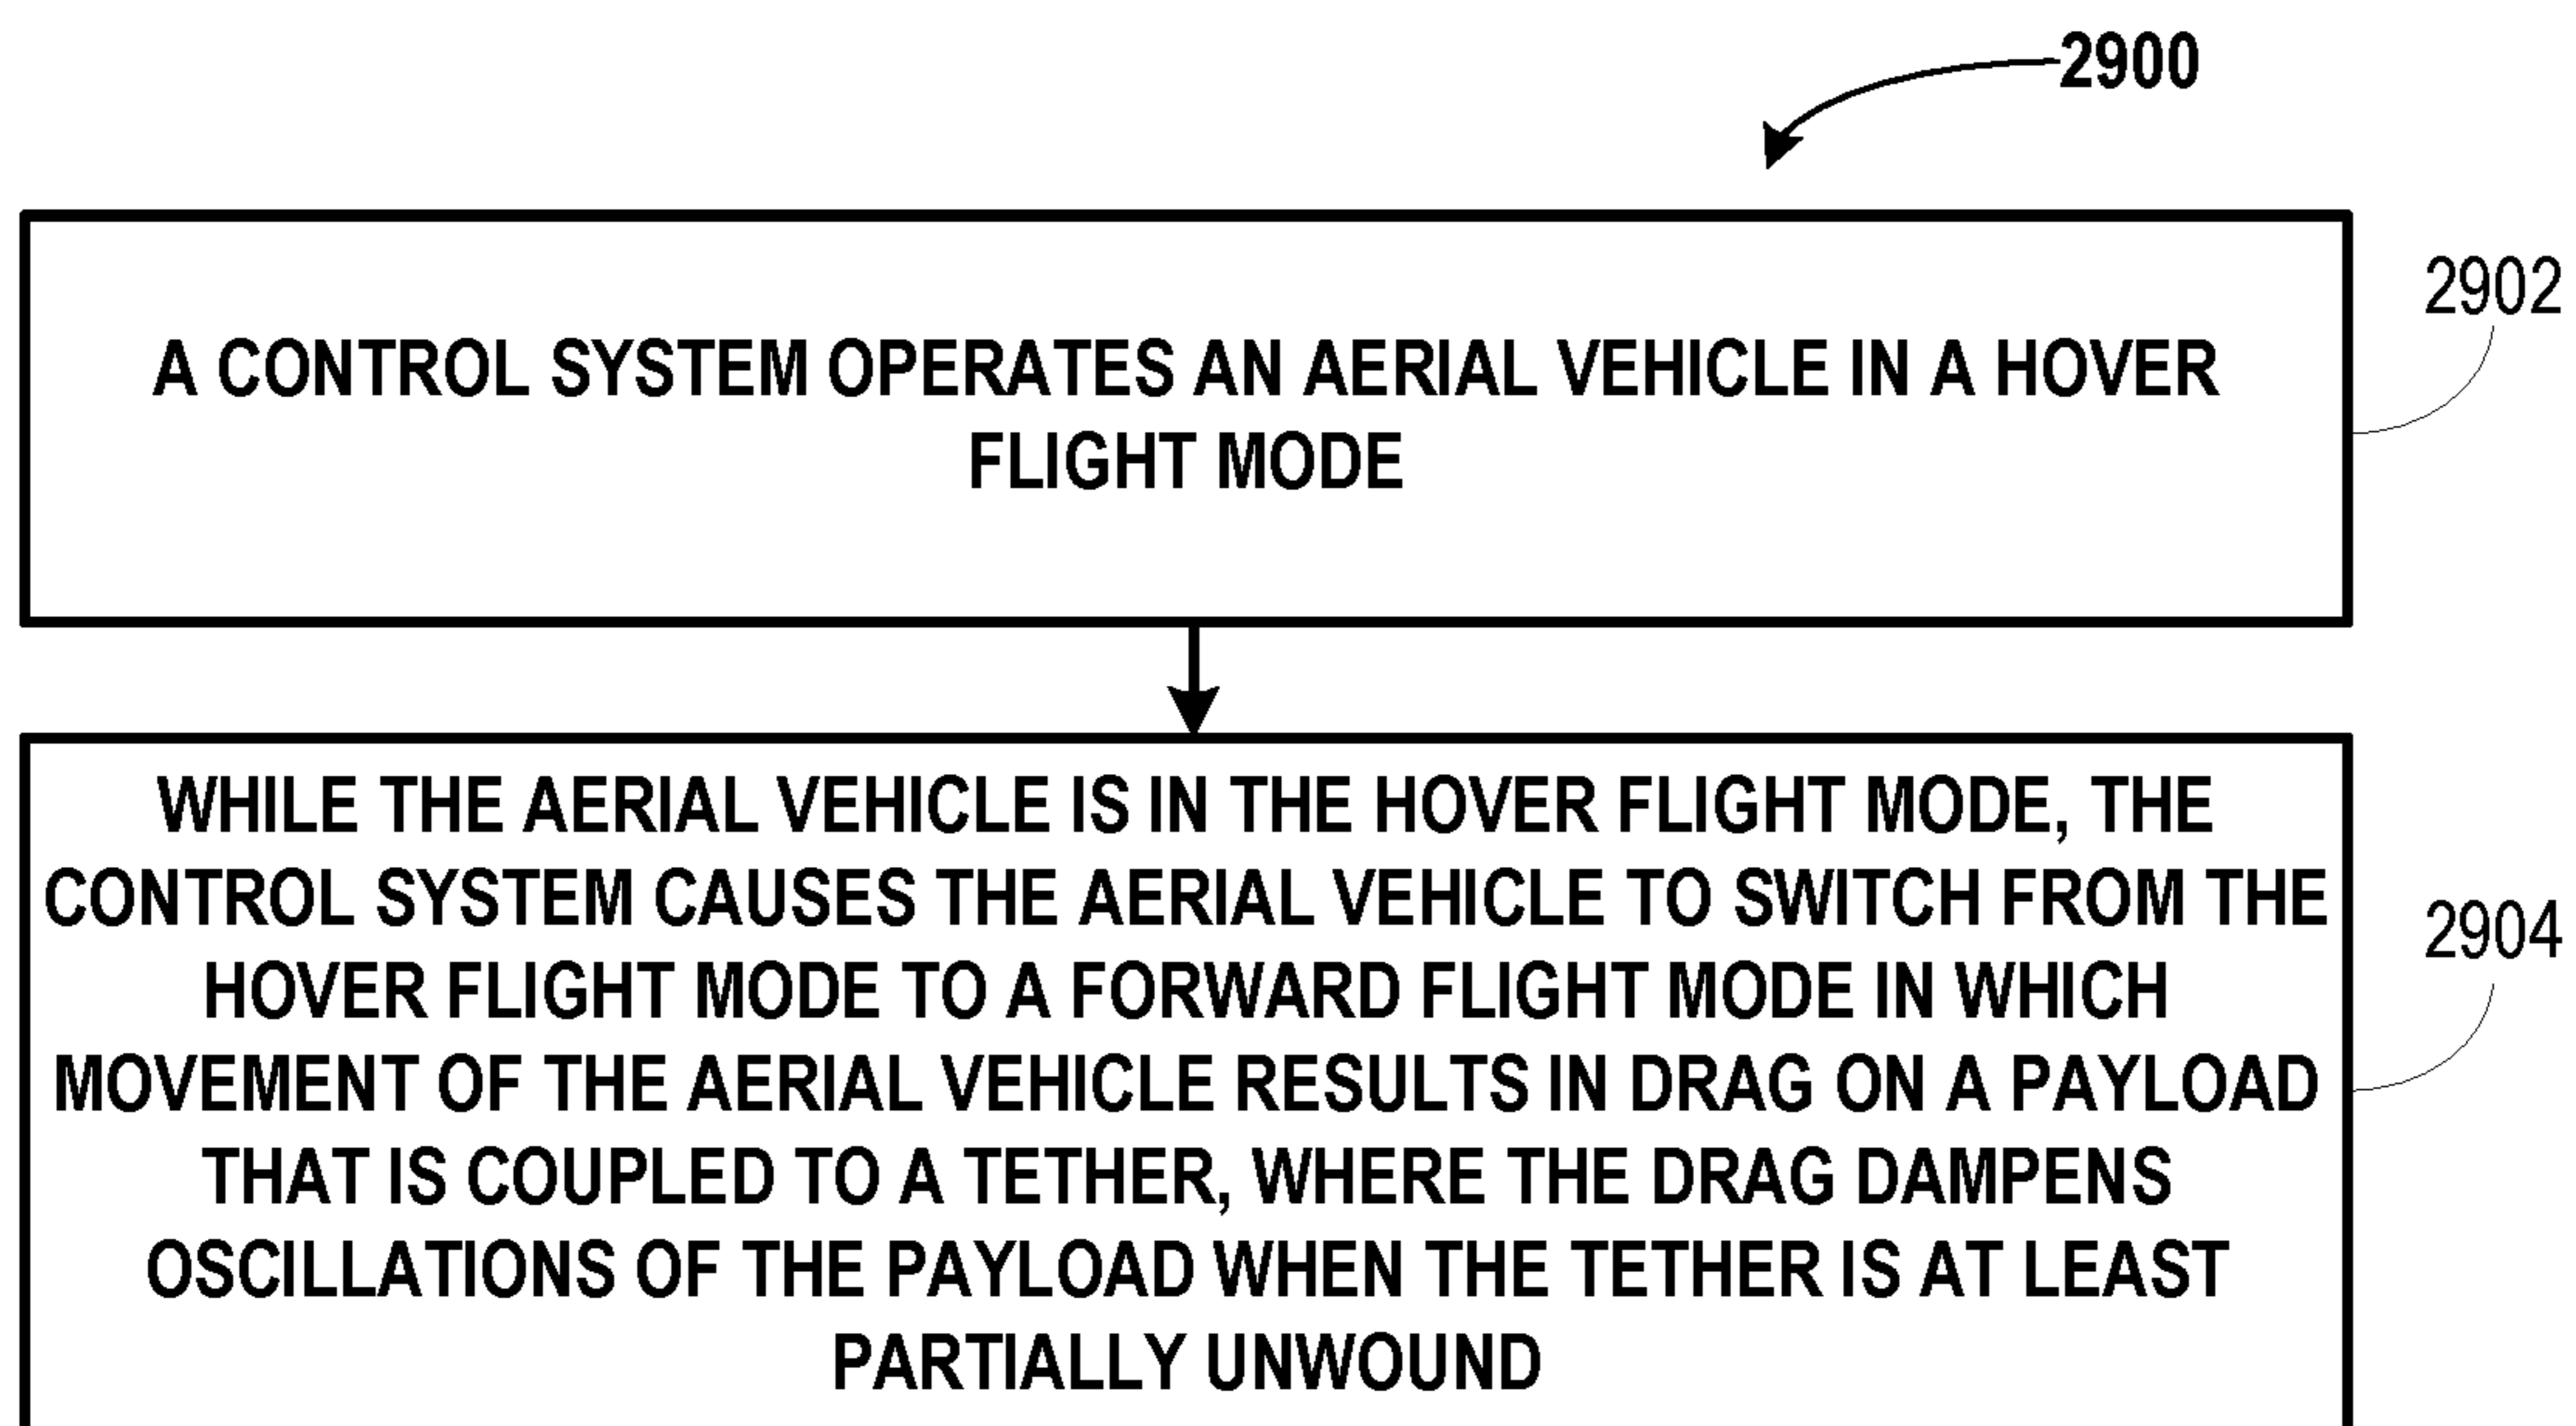 2900
A CONTROL SYSTEM OPERATES AN AERIAL VEHICLE IN A HOVER
FLIGHT MODE
2902
WHILE THE AERIAL VEHICLE IS IN THE HOVER FLIGHT MODE, THE
CONTROL SYSTEM CAUSES THE AERIAL VEHICLE TO SWITCH FROM THE
HOVER FLIGHT MODE TO A FORWARD FLIGHT MODE IN WHICH
MOVEMENT OF THE AERIAL VEHICLE RESULTS IN DRAG ON A PAYLOAD
THAT IS COUPLED TO A TETHER, WHERE THE DRAG DAMPENS
OSCILLATIONS OF THE PAYLOAD WHEN THE TETHER IS AT LEAST
PARTIALLY UNWOUND
2904